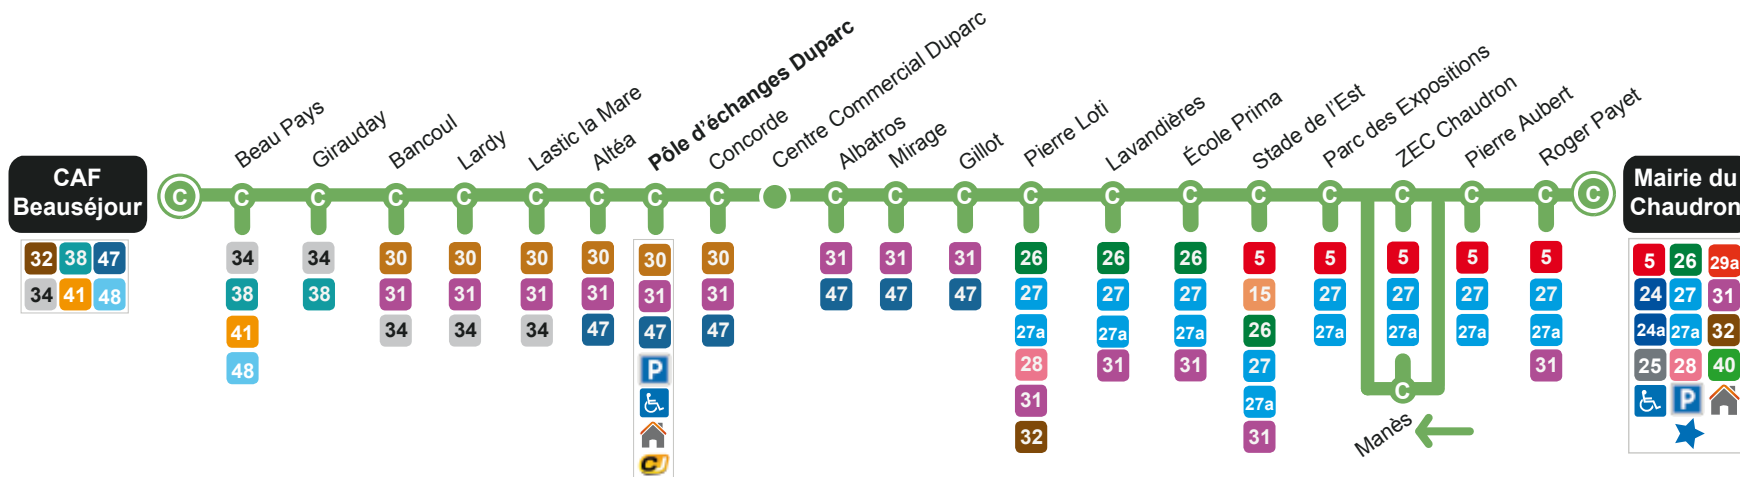 CAF
Beauséjour
32 38 47
34 41 48
C
Beau Pays
C
34
38
41
48
Girauday
C
34
38
Bancoul
C
30
31
34
Lardy
C
30
31
34
Lastic la Mare
C
30
31
34
Altéa
C
30
31
47
Pôle d'échanges Duparc
C
30
31
47
P
CJ
Concorde
C
30
31
47
Centre Commercial Duparc
Albatros
C
31
47
Mirage
C
31
47
Gillot
C
31
47
Pierre Loti
C
26
27
27a
28
31
32
Lavandières
C
26
27
27a
31
École Prima
C
26
27
27a
31
Stade de l'Est
C
5
15
26
27
27a
31
Parc des Expositions
C
5
27
27a
ZEC Chaudron
C
5
27
27a
C
Manès
Pierre Aubert
C
5
27
27a
Roger Payet
C
5
27
27a
31
C
Mairie du
Chaudron
5 26 29a
24 27 31
24a 27a 32
25 28 40
P